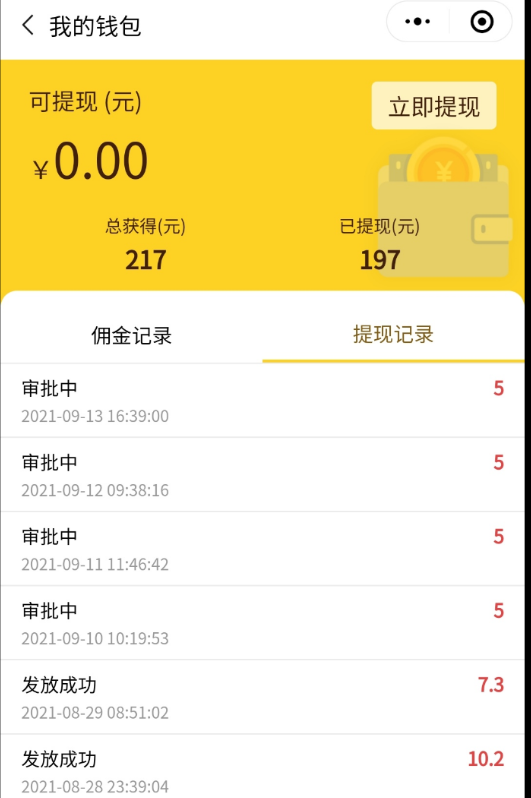 我的钱包
可提现 (元)
立即提现
¥0.00
总获得(元) 已提现(元)
217 197
佣金记录 提现记录
审批中 5
2021-09-13 16:39:00
审批中 5
2021-09-12 09:38:16
审批中 5
2021-09-11 11:46:42
审批中 5
2021-09-10 10:19:53
发放成功 7.3
2021-08-29 08:51:02
发放成功 10.2
2021-08-28 23:39:04